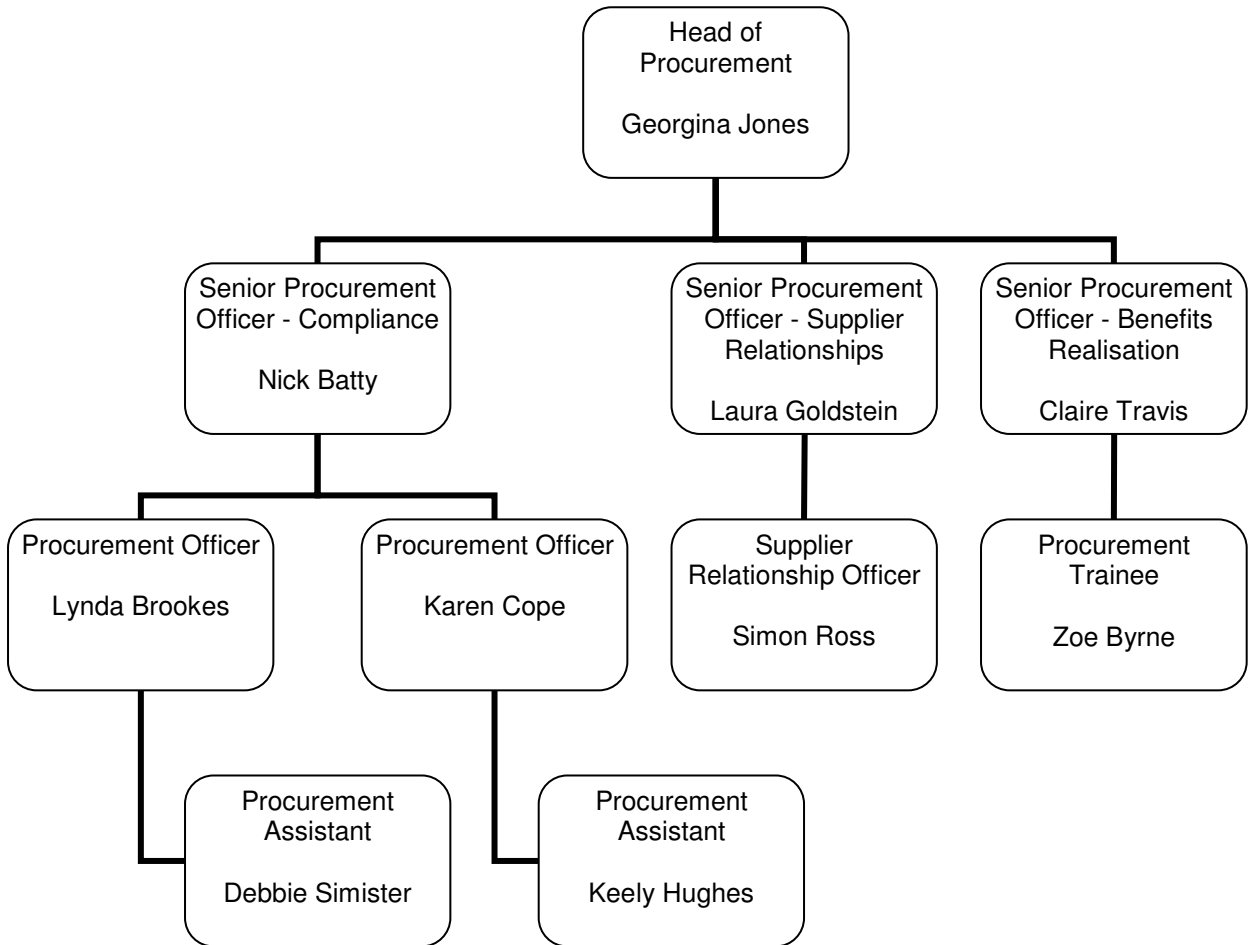 Head of
Procurement
Georgina Jones
Senior Procurement
Officer - Compliance
Nick Batty
Senior Procurement
Officer - Supplier
Relationships
Laura Goldstein
Senior Procurement
Officer - Benefits
Realisation
Claire Travis
Procurement Officer
Lynda Brookes
Procurement Officer
Karen Cope
Supplier
Relationship Officer
Simon Ross
Procurement
Trainee
Zoe Byrne
Procurement
Assistant
Debbie Simister
Procurement
Assistant
Keely Hughes